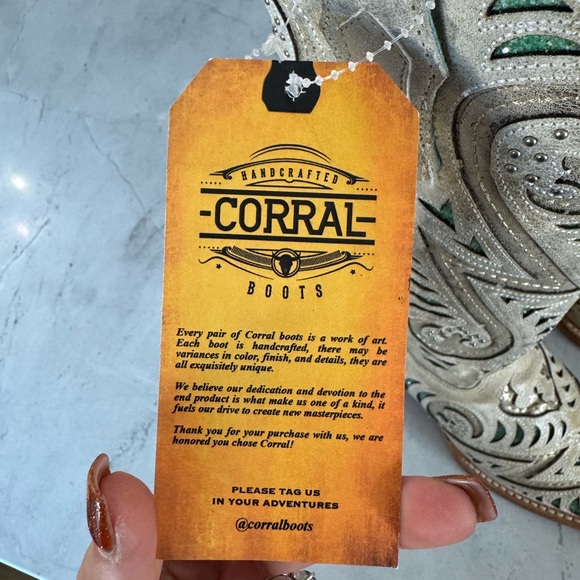 HANDCRAFTED
CORRAL
BOOTS
Every pair of Corral boots is a work of art.
Each boot is handcrafted, there may be
variances in color, finish, and details, they are
all exquisitely unique.
We believe our dedication and devotion to the
end product is what make us one of a kind, it
fuels our drive to create new masterpieces.
Thank you for your purchase with us, we are
honored you chose Corral!
PLEASE TAG US
IN YOUR ADVENTURES
@corralboots